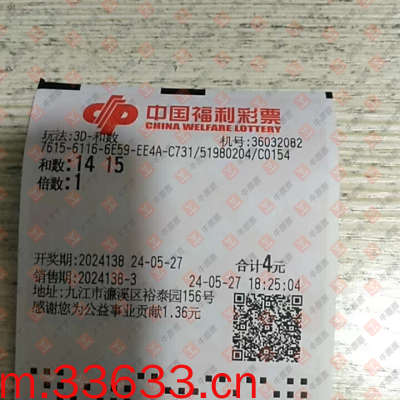 中国福利彩票
CHINA WELFARE LOTTERY
玩法:3D-和数 机号:36032082
7615-6116-6E59-EE4A-C731/51980204/C0154
和数:14 15
倍数:1
开奖期:2024138 24-05-27 合计4元
销售期:2024138-3 24-05-27 18:25:04
地址:九江市濂溪区裕泰园156号
感谢您为公益事业贡献1.36元
m.33633.cn